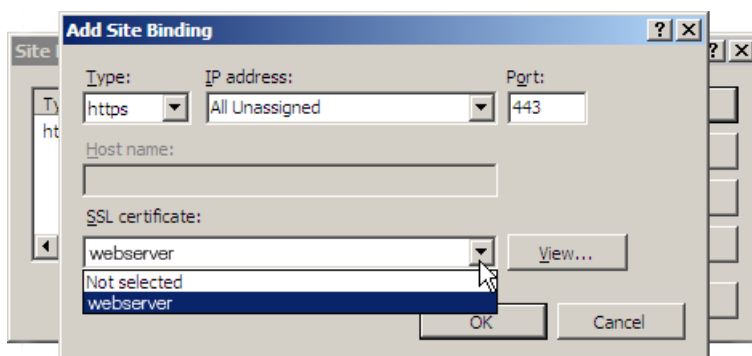 Add Site Binding
Site
Type:
IP address:
Port:
https
All Unassigned
443
Host name:
SSL certificate:
webserver
View...
Not selected
webserver
OK
Cancel